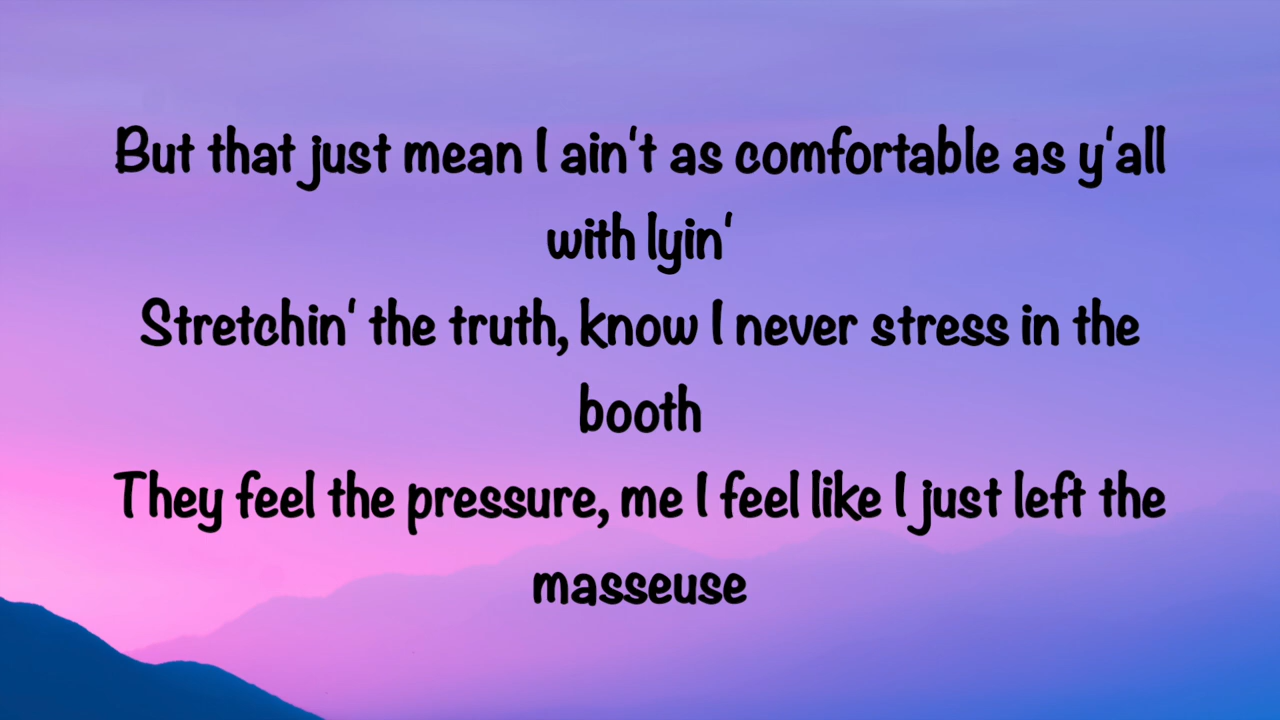 But that just mean I ain't as comfortable as y'all
with lyin'
Stretchin' the truth, know I never stress in the
booth
They feel the pressure, me I feel like I just left the
masseuse